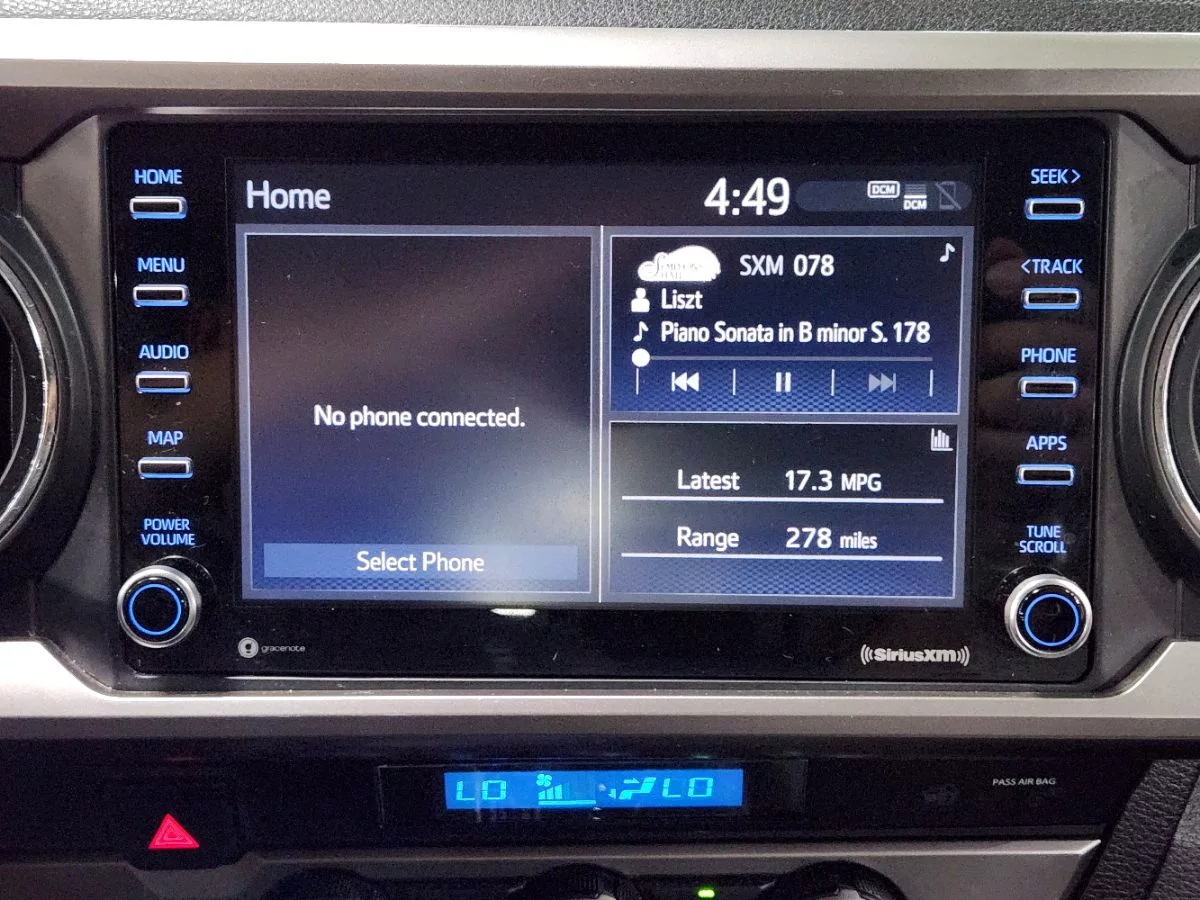 HOME
MENU
AUDIO
MAP
POWER
VOLUME
Home
4:49
DCM
DCM
No phone connected.
Select Phone
SXM 078
Liszt
Piano Sonata in B minor S. 178
Latest 17.3 MPG
Range 278 miles
SEEK >
< TRACK
PHONE
APPS
TUNE
SCROLL
gracenote
((SiriusXM))
LO LO
PASS AIR BAG